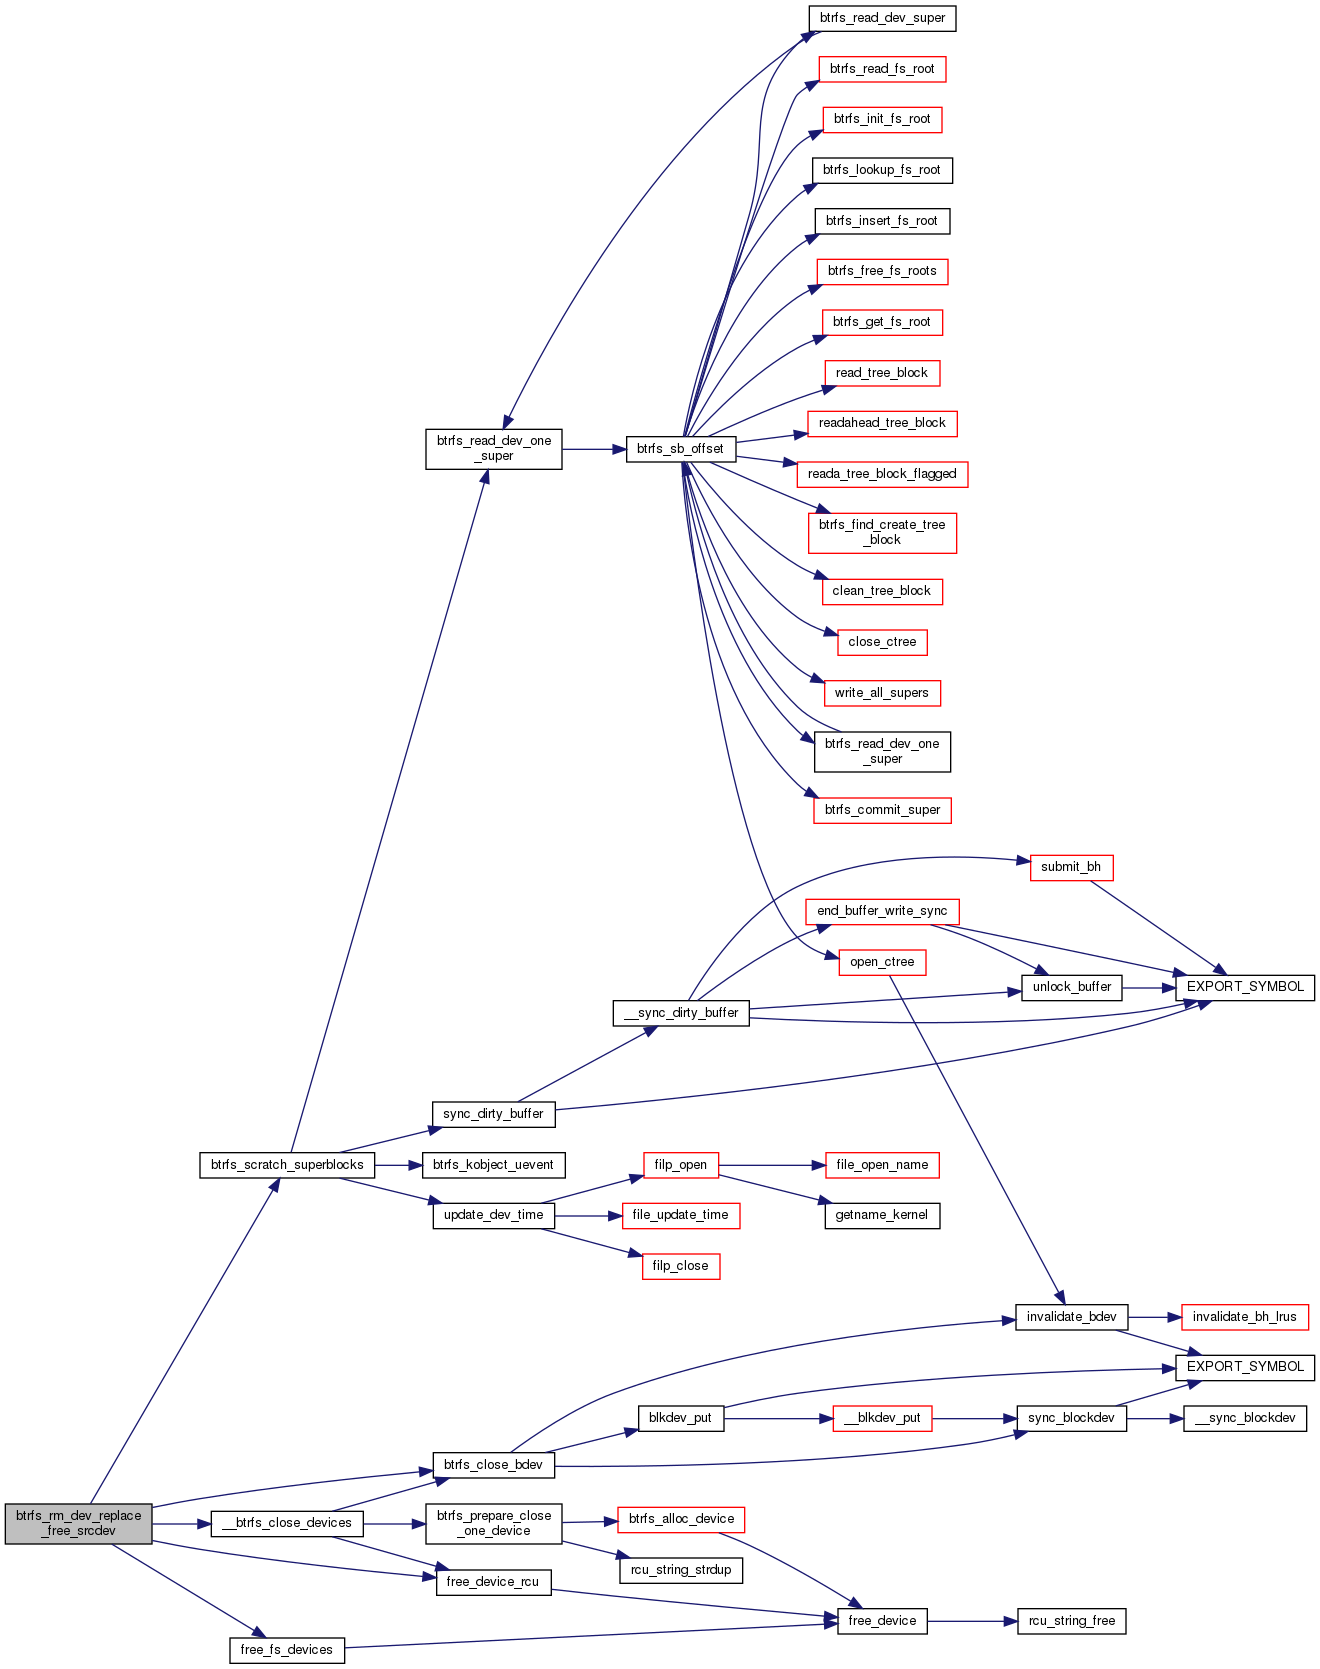 btrfs_read_dev_super
btrfs_read_fs_root
btrfs_init_fs_root
btrfs_lookup_fs_root
btrfs_insert_fs_root
btrfs_free_fs_roots
btrfs_get_fs_root
read_tree_block
readahead_tree_block
btrfs_read_dev_one
_super
btrfs_sb_offset
reada_tree_block_flagged
btrfs_find_create_tree
_block
clean_tree_block
close_ctree
write_all_supers
btrfs_read_dev_one
_super
btrfs_commit_super
submit_bh
end_buffer_write_sync
open_ctree
unlock_buffer
EXPORT_SYMBOL
__sync_dirty_buffer
sync_dirty_buffer
btrfs_scratch_superblocks
btrfs_kobject_uevent
filp_open
file_open_name
update_dev_time
file_update_time
getname_kernel
filp_close
invalidate_bdev
invalidate_bh_lrus
EXPORT_SYMBOL
blkdev_put
__blkdev_put
sync_blockdev
__sync_blockdev
btrfs_close_bdev
btrfs_rm_dev_replace
_free_srcdev
__btrfs_close_devices
btrfs_prepare_close
_one_device
btrfs_alloc_device
rcu_string_strdup
free_device_rcu
free_device
rcu_string_free
free_fs_devices